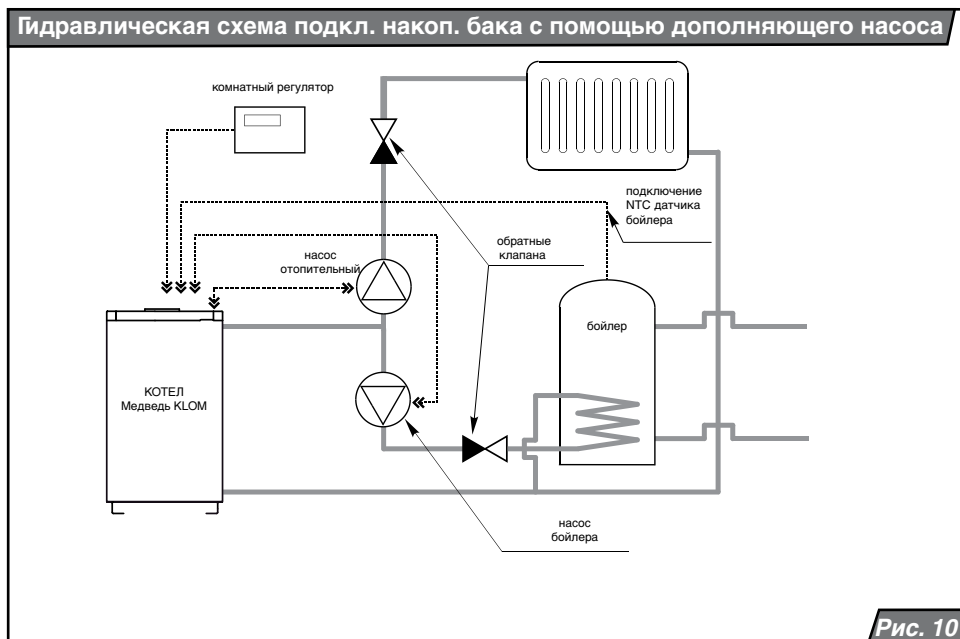 Гидравлическая схема подкл. накоп. бака с помощью дополняющего насоса
комнатный регулятор
подключение
NTC датчика
бойлера
обратные
клапана
насос
отопительный
бойлер
КОТЕЛ
Медведь KLOM
насос
бойлера
Рис. 10